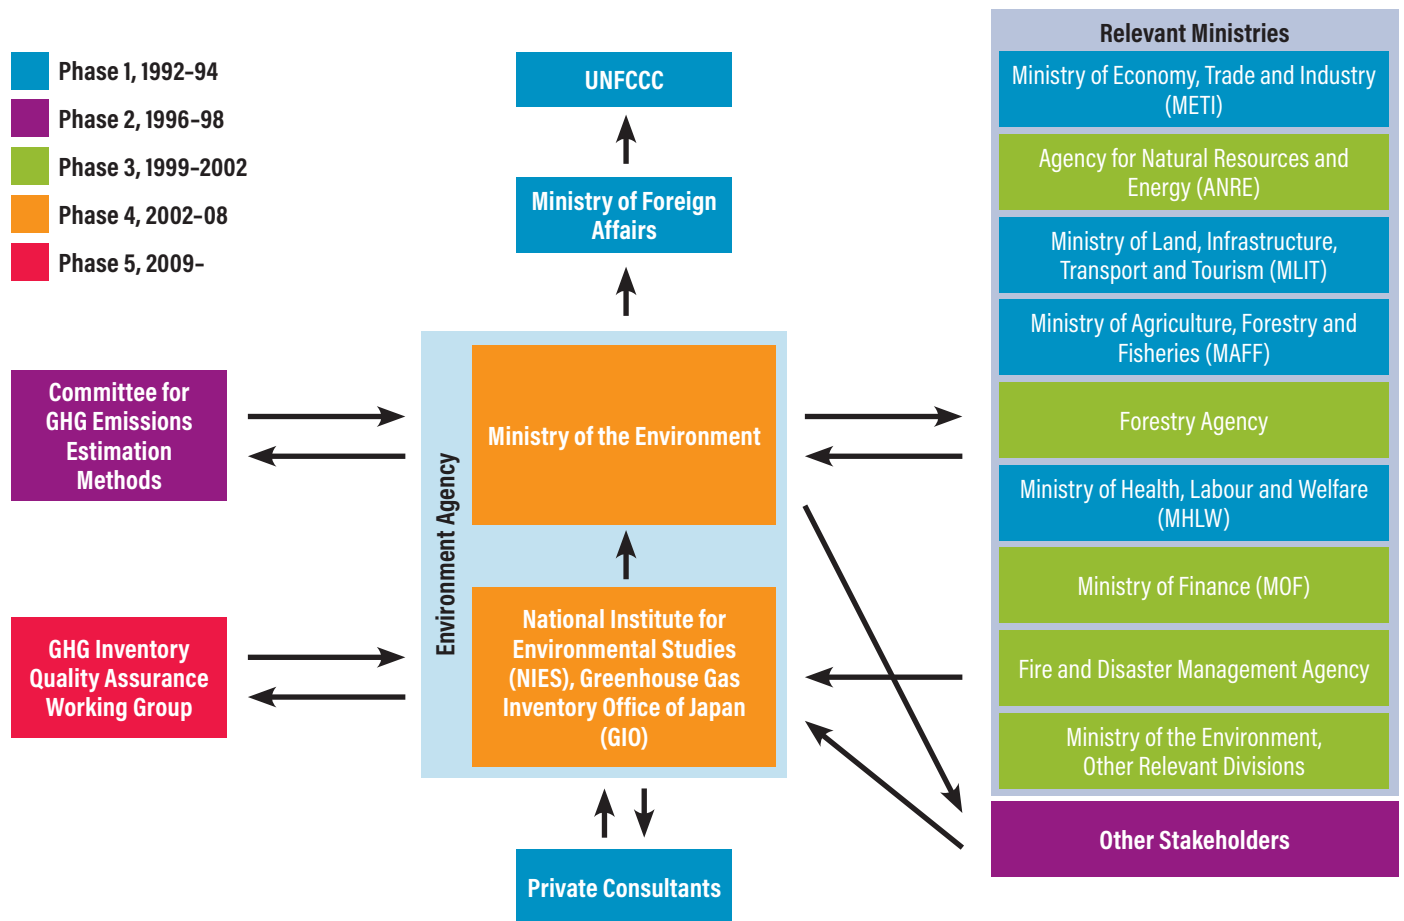 Phase 1, 1992–94
Phase 2, 1996–98
Phase 3, 1999–2002
Phase 4, 2002–08
Phase 5, 2009–
UNFCCC
Ministry of Foreign
Affairs
Committee for
GHG Emissions
Estimation
Methods
GHG Inventory
Quality Assurance
Working Group
Environment Agency
Ministry of the Environment
National Institute for
Environmental Studies
(NIES), Greenhouse Gas
Inventory Office of Japan
(GIO)
Private Consultants
Relevant Ministries
Ministry of Economy, Trade and Industry
(METI)
Agency for Natural Resources and
Energy (ANRE)
Ministry of Land, Infrastructure,
Transport and Tourism (MLIT)
Ministry of Agriculture, Forestry and
Fisheries (MAFF)
Forestry Agency
Ministry of Health, Labour and Welfare
(MHLW)
Ministry of Finance (MOF)
Fire and Disaster Management Agency
Ministry of the Environment,
Other Relevant Divisions
Other Stakeholders